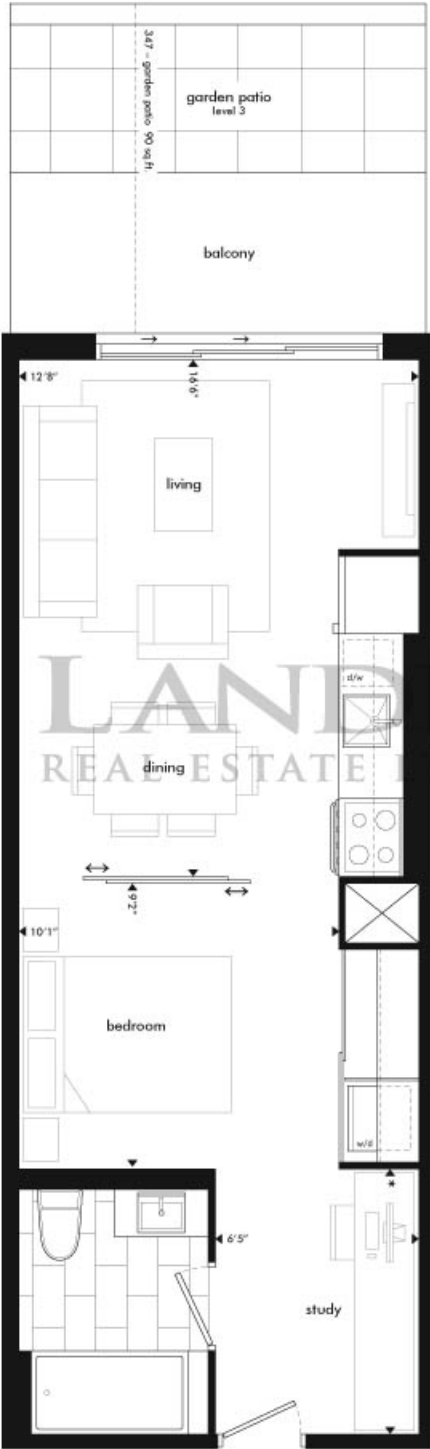 garden patio
level 3
347 – garden patio 90 sq.ft.
balcony
12'8"
16'6"
living
d/w
LAND
REAL ESTATE
dining
9'2"
10'1"
bedroom
w/d
*
6'5"
study